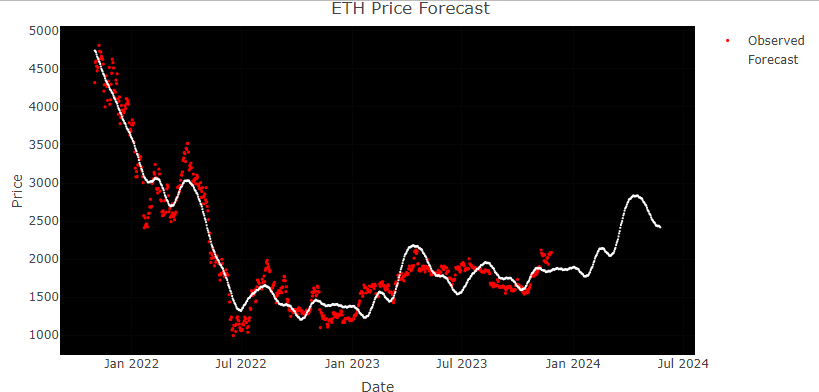 ETH Price Forecast
5000
4500
4000
3500
3000
2500
2000
1500
1000
Price
Jan 2022
Jul 2022
Jan 2023
Jul 2023
Jan 2024
Jul 2024
Date
Observed
Forecast